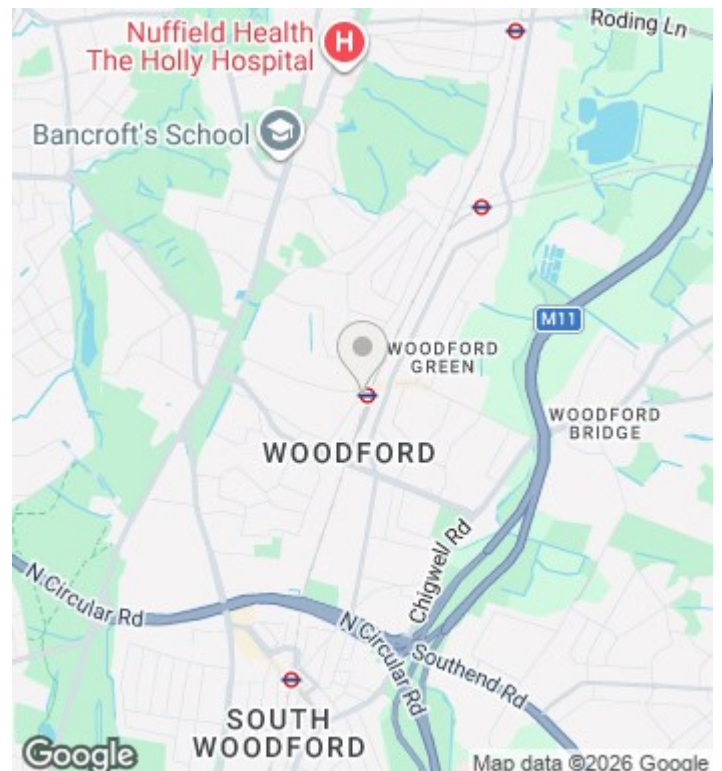 Roding Ln
Nuffield Health
The Holly Hospital
H
Bancroft's School
M11
WOODFORD
GREEN
WOODFORD
BRIDGE
WOODFORD
Chigwell Rd
N Circular Rd
N Circular Rd
Southend Rd
SOUTH
WOODFORD
Google
Map data ©2026 Google